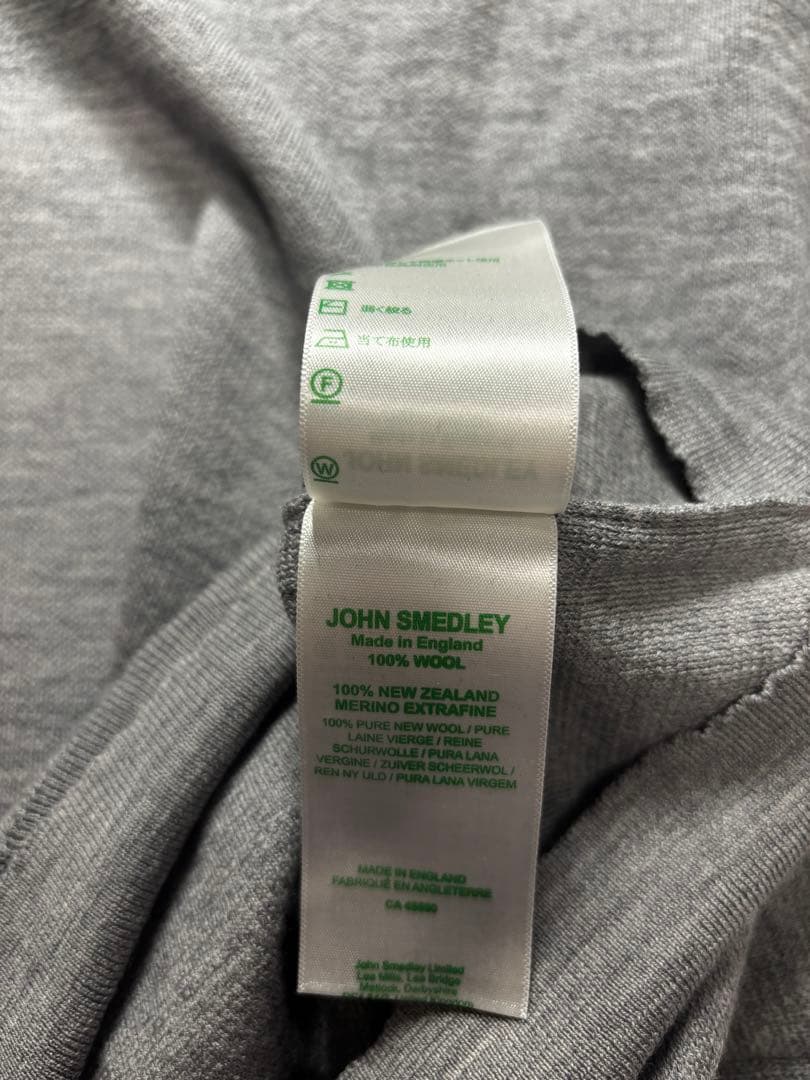 弱く絞る
当て布使用
F
W
JOHN SMEDLEY
Made in England
100% WOOL
100% NEW ZEALAND
MERINO EXTRAFINE
100% PURE NEW WOOL / PURE
LAINE VIERGE / REINE
SCHURWOLLE / PURA LANA
VERGINE / ZUIVER SCHEERWOL /
REN NY ULD / PURA LANA VIRGEM
MADE IN ENGLAND
FABRIQUÉ EN ANGLETERRE
CA
John Smedley Limited
Lea Mills, Lea Bridge
Matlock, Derbyshire